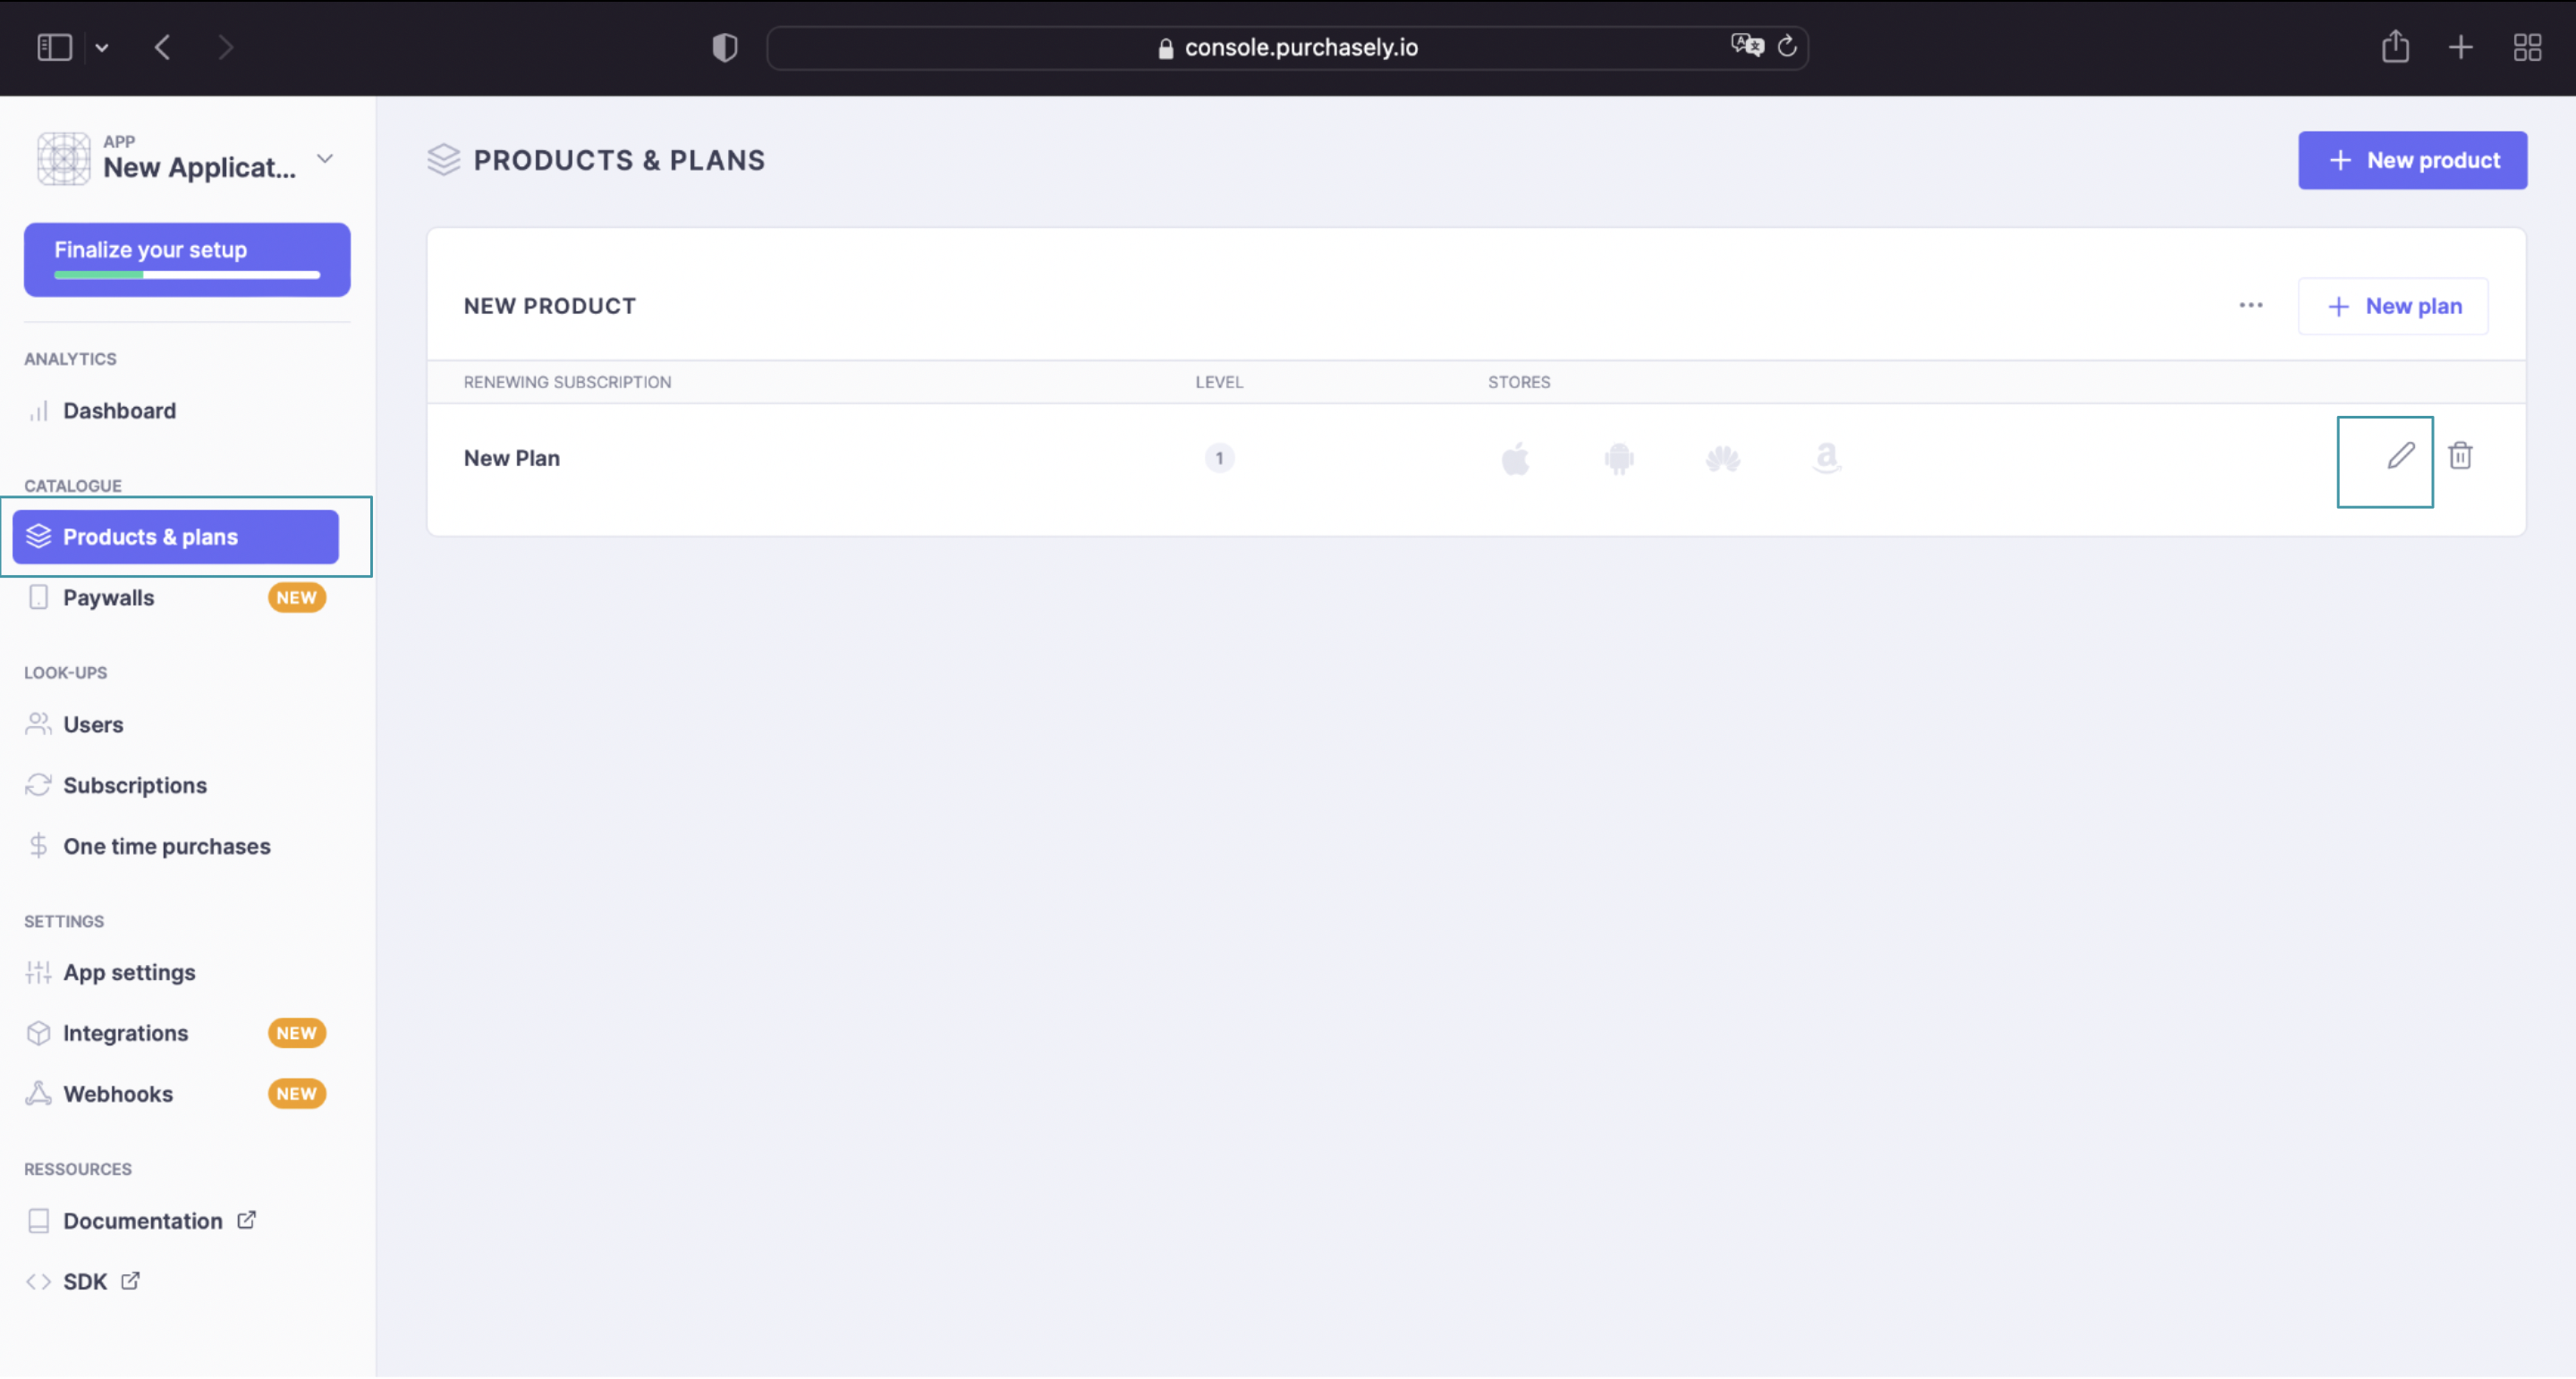 console.purchasely.io
APP
New Applicat...
Finalize your setup
ANALYTICS
Dashboard
CATALOGUE
Products & plans
Paywalls NEW
LOOK-UPS
Users
Subscriptions
One time purchases
SETTINGS
App settings
Integrations NEW
Webhooks NEW
RESSOURCES
Documentation
SDK
PRODUCTS & PLANS
+ New product
NEW PRODUCT
... + New plan
RENEWING SUBSCRIPTION LEVEL STORES
New Plan 1